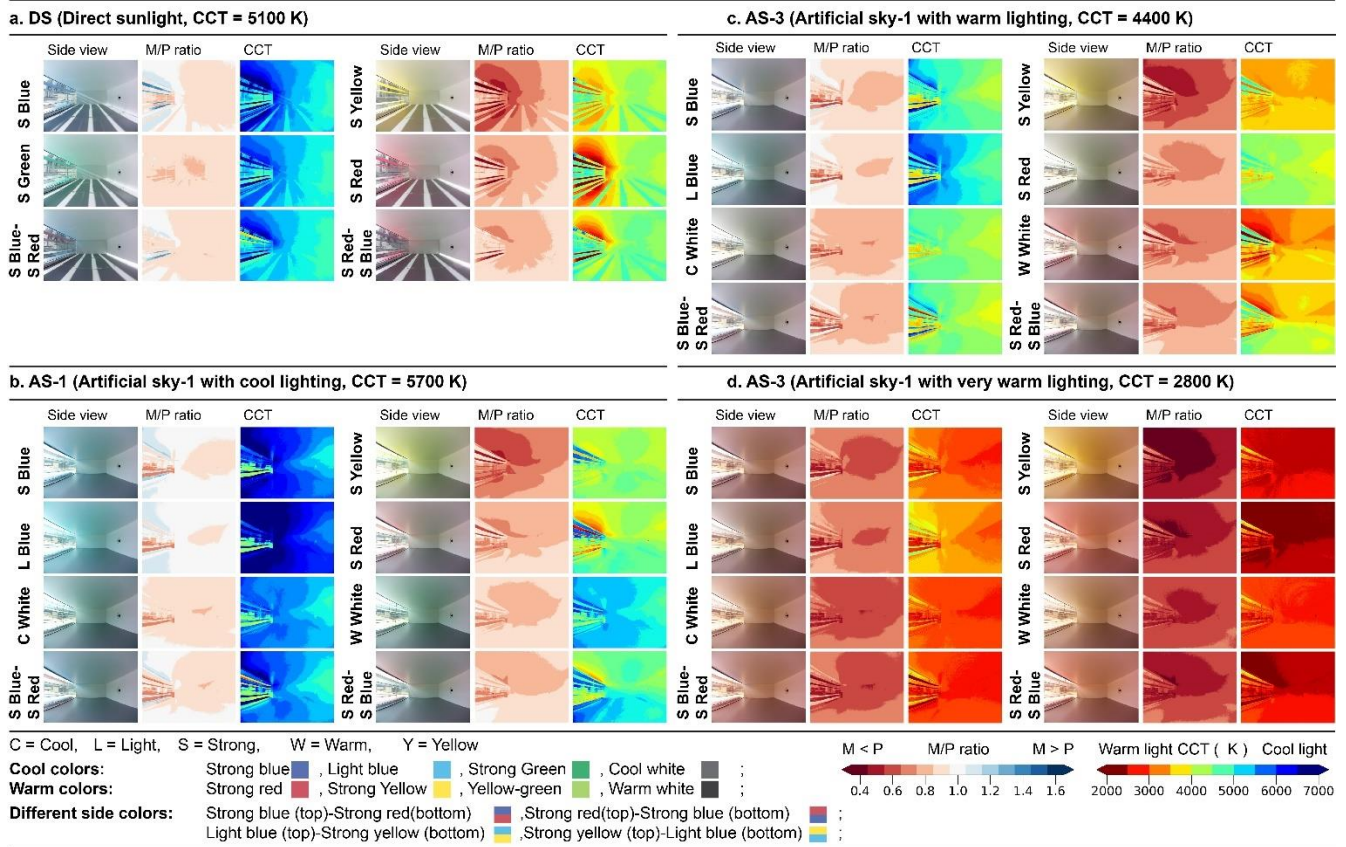 a. DS (Direct sunlight, CCT = 5100 K)
Side view M/P ratio CCT
S Blue
S Green
S Blue-
S Red
S Yellow
S Red
S Red-
S Blue
c. AS-3 (Artificial sky-1 with warm lighting, CCT = 4400 K)
Side view M/P ratio CCT Side view M/P ratio CCT
S Blue
L Blue
C White
S Blue-
S Red
S Yellow
S Red
W White
S Red-
S Blue
b. AS-1 (Artificial sky-1 with cool lighting, CCT = 5700 K)
Side view M/P ratio CCT Side view M/P ratio CCT
S Blue
L Blue
C White
S Blue-
S Red
S Yellow
S Red
W White
S Red-
S Blue
d. AS-3 (Artificial sky-1 with very warm lighting, CCT = 2800 K)
Side view M/P ratio CCT Side view M/P ratio CCT
S Blue
L Blue
C White
S Blue-
S Red
S Yellow
S Red
W White
S Red-
S Blue
C = Cool, L = Light, S = Strong, W = Warm, Y = Yellow
Cool colors: Strong blue , Light blue , Strong Green , Cool white ;
Warm colors: Strong red , Strong Yellow , Yellow-green , Warm white ;
Different side colors: Strong blue (top)-Strong red(bottom) ,Strong red(top)-Strong blue (bottom) ;
Light blue (top)-Strong yellow (bottom) ,Strong yellow (top)-Light blue (bottom) ;
M < P M/P ratio M > P
0.4 0.6 0.8 1.0 1.2 1.4 1.6
Warm light CCT ( K) Cool light
2000 3000 4000 5000 6000 7000